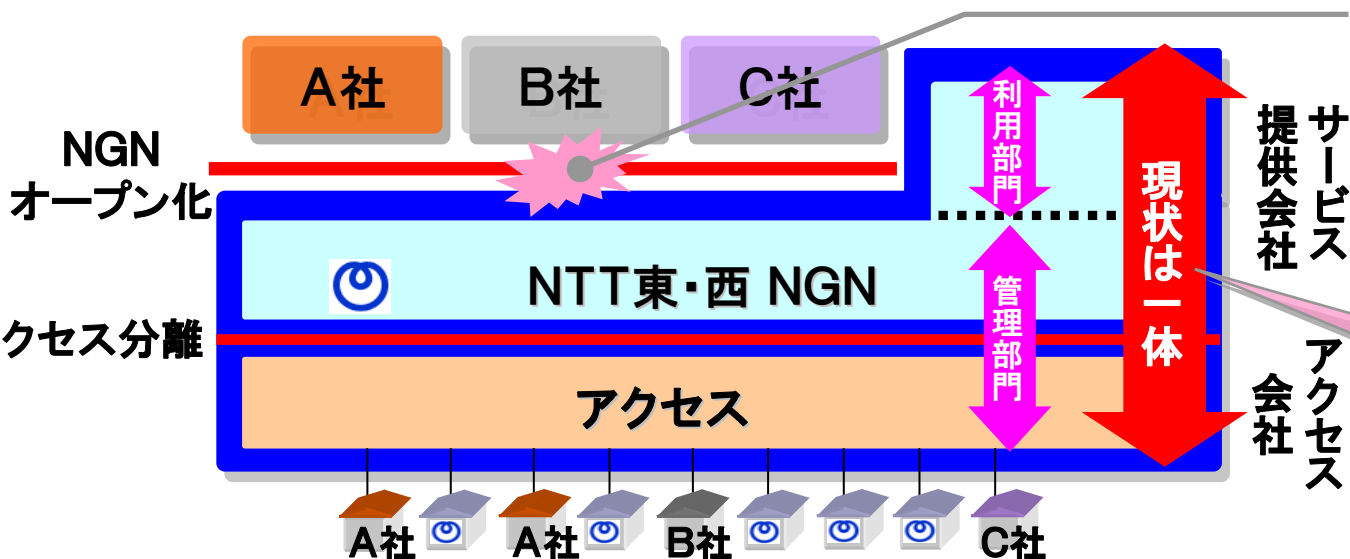 A社
B社
C社
NGN
オープン化
利用部門
サービス
提供会社
現状は一体
NTT東・西 NGN
管理部門
クセス分離
アクセス
アクセス
会社
A社
A社
B社
C社